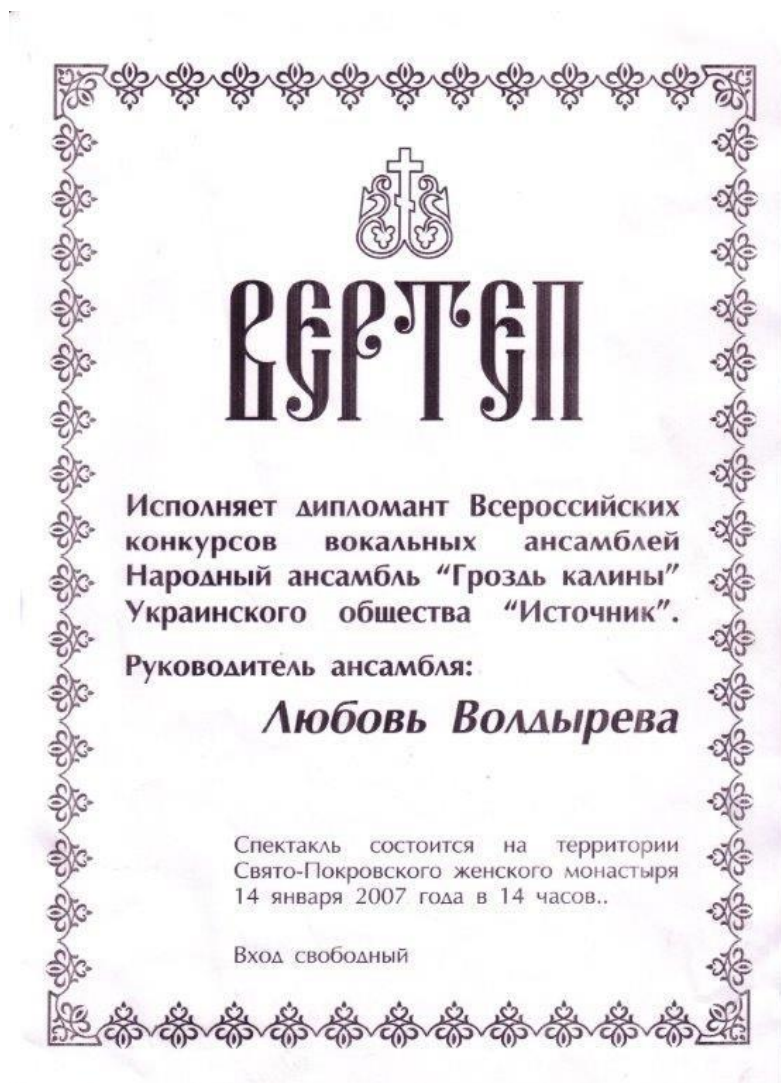 ВЕРТЕП
Исполняет дипломант Всероссийских
конкурсов вокальных ансамблей
Народный ансамбль “Гроздь калины”
Украинского общества “Источник”.
Руководитель ансамбля:
Любовь Волдырева
Спектакль состоится на территории
Свято-Покровского женского монастыря
14 января 2007 года в 14 часов..
Вход свободный